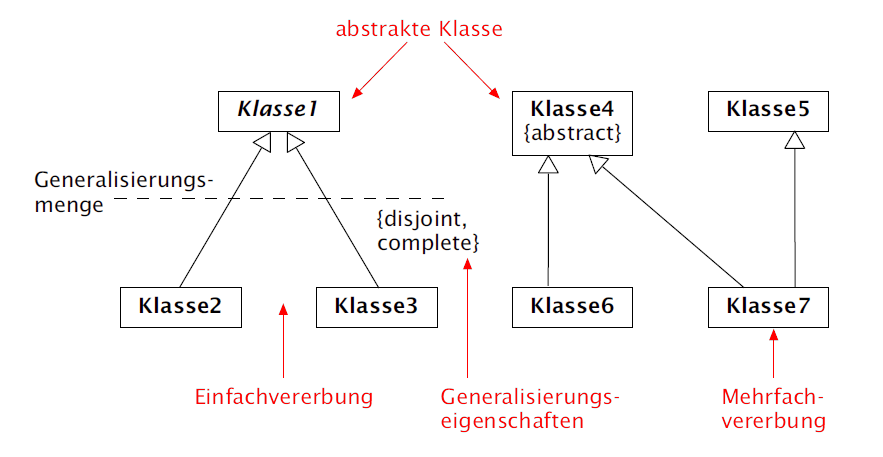 abstrakte Klasse
Klasse1
Klasse4
{abstract}
Klasse5
Generalisierungs-
menge
{disjoint,
complete}
Klasse2
Klasse3
Klasse6
Klasse7
Einfachvererbung
Generalisierungs-
eigenschaften
Mehrfach-
vererbung